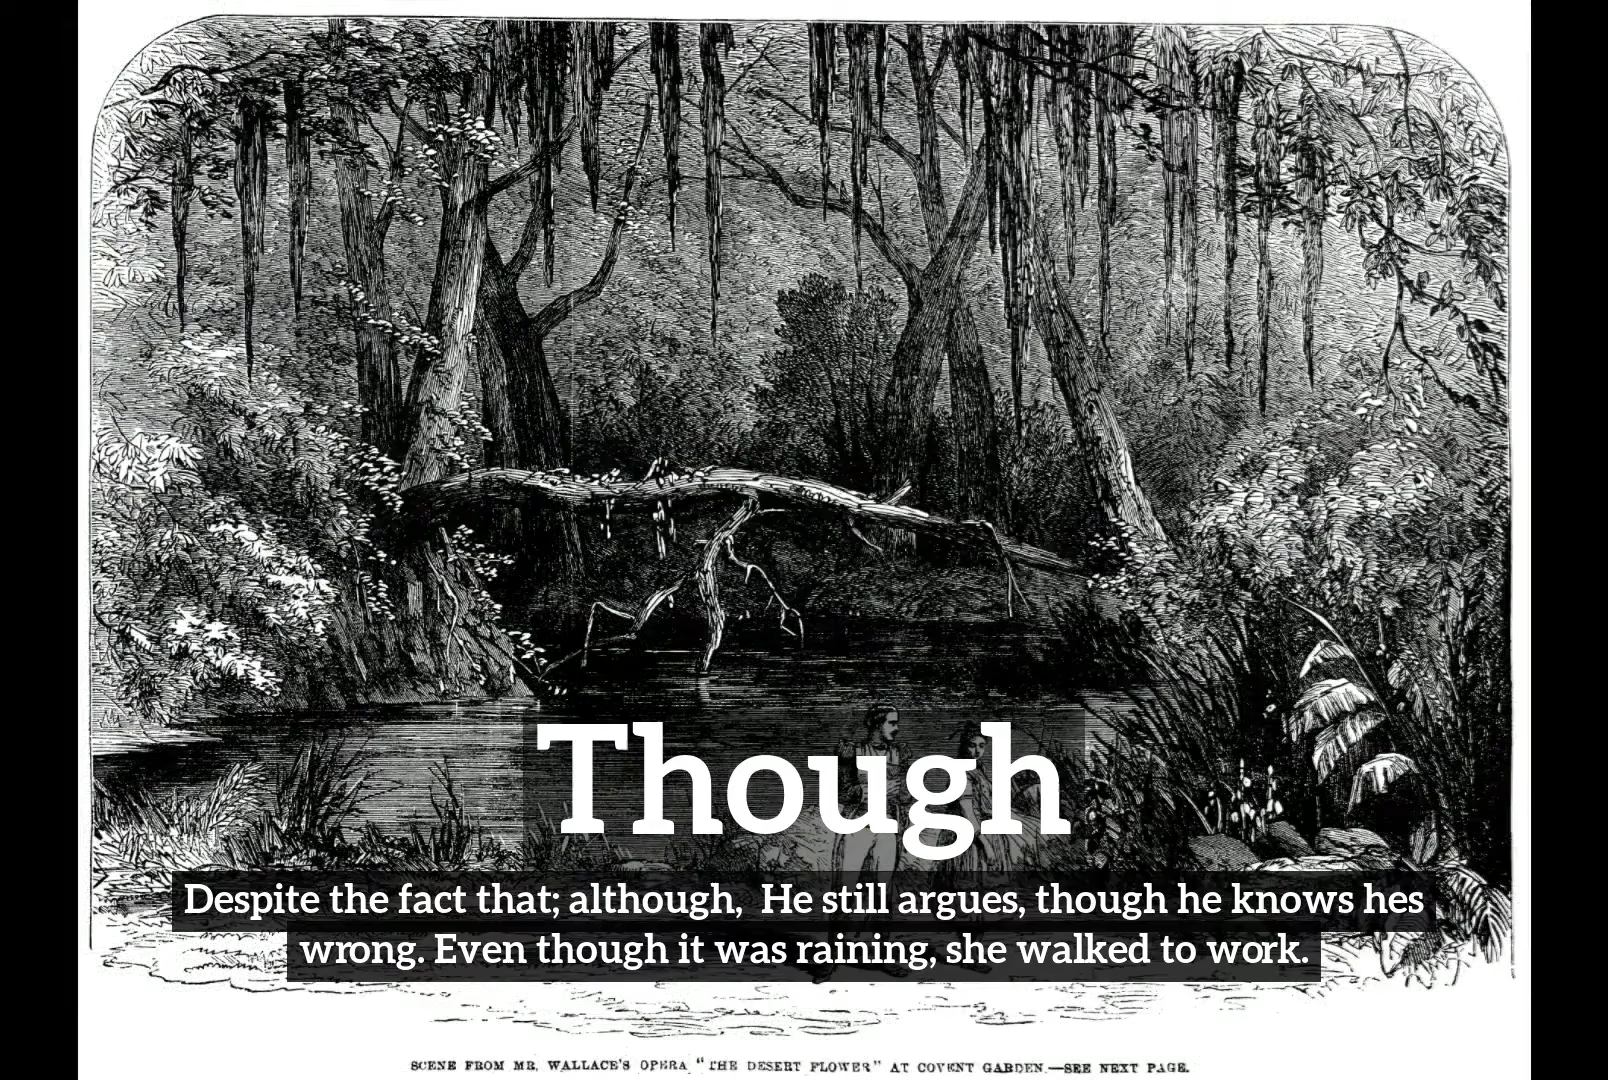 Though
Despite the fact that; although,  He still argues, though he knows hes
wrong. Even though it was raining, she walked to work.
SCENE FROM MR. WALLACE'S OPERA "THE DESERT FLOWER" AT COVENT GARDEN.—SEE NEXT PAGE.